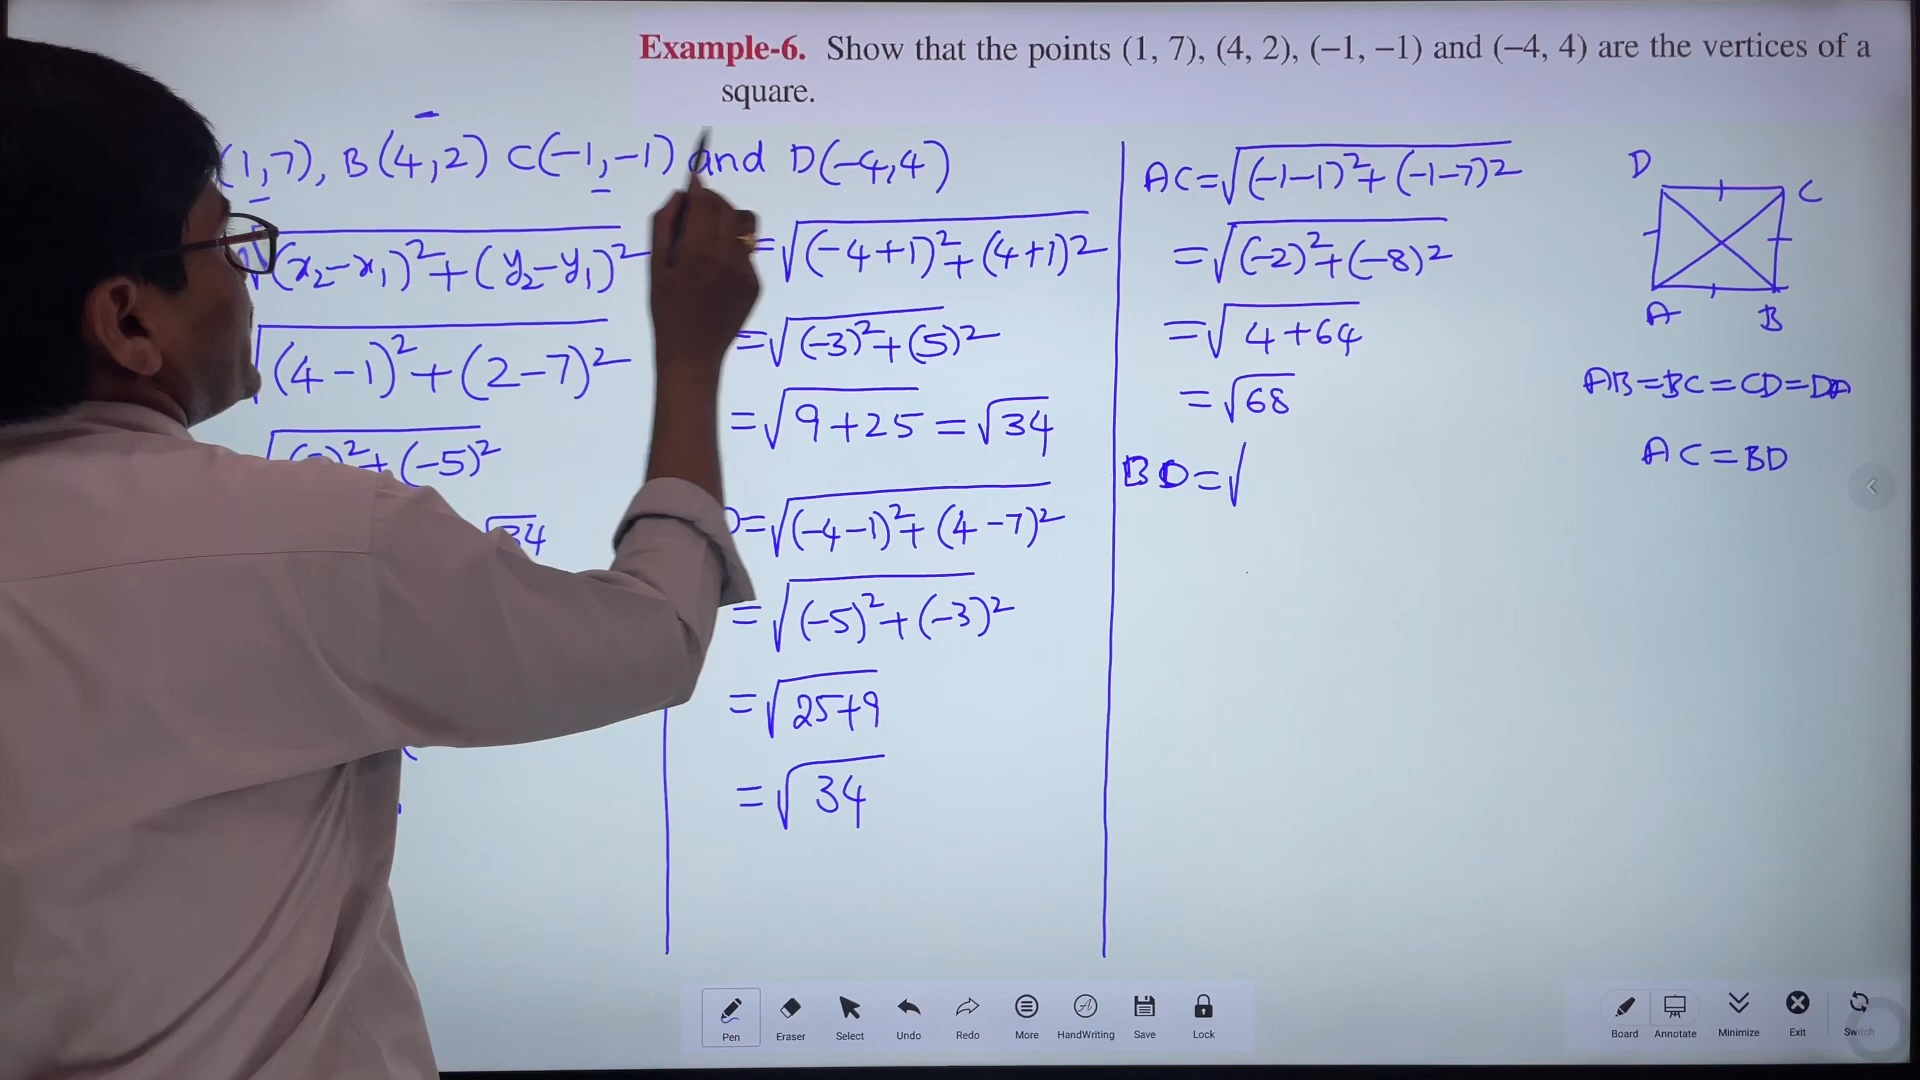 Example-6. Show that the points (1, 7), (4, 2), (−1, −1) and (−4, 4) are the vertices of a
square.
(1,7), B(4,2) C(-1,-1) and D(-4,4)
√(x₂-x₁)²+(y₂-y₁)²
√(4-1)²+(2-7)²
²+(-5)²
√34
=√(-4+1)²+(4+1)²
=√(-3)²+(5)²
=√9+25=√34
=√(-4-1)²+(4-7)²
=√(-5)²+(-3)²
=√25+9
=√34
AC=√(-1-1)²+(-1-7)²
=√(-2)²+(-8)²
=√4+64
=√68
BD=√
D
C
A
B
AB=BC=CD=DA
AC=BD
Pen Eraser Select Undo Redo More HandWriting Save Lock
Board Annotate Minimize Exit Switch